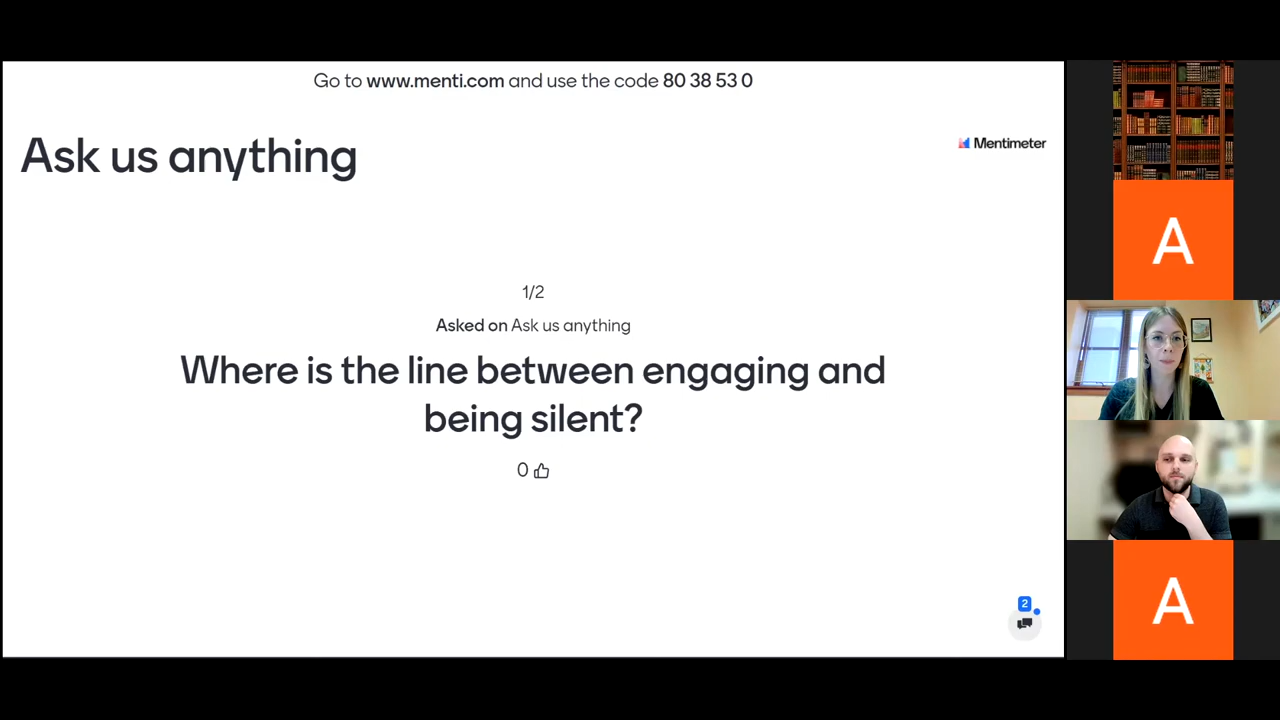 Go to www.menti.com and use the code 80 38 53 0
Ask us anything
Mentimeter
1/2
Asked on Ask us anything
Where is the line between engaging and
being silent?
0
2
A
A